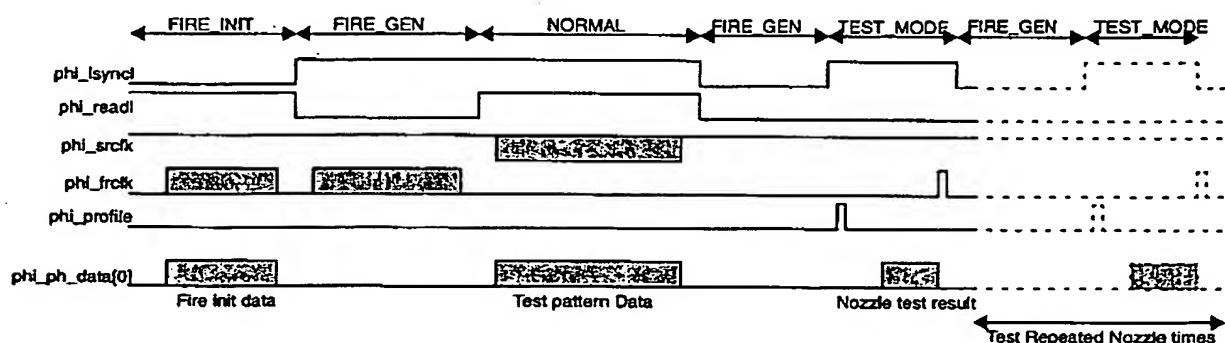 FIRE_INIT FIRE_GEN NORMAL FIRE_GEN TEST_MODE FIRE_GEN TEST_MODE
phi_lsyncl
phi_readl
phi_srclk
phi_frclk
phi_profile
phi_ph_data[0]
Fire Init data Test pattern Data Nozzle test result
Test Repeated Nozzle times